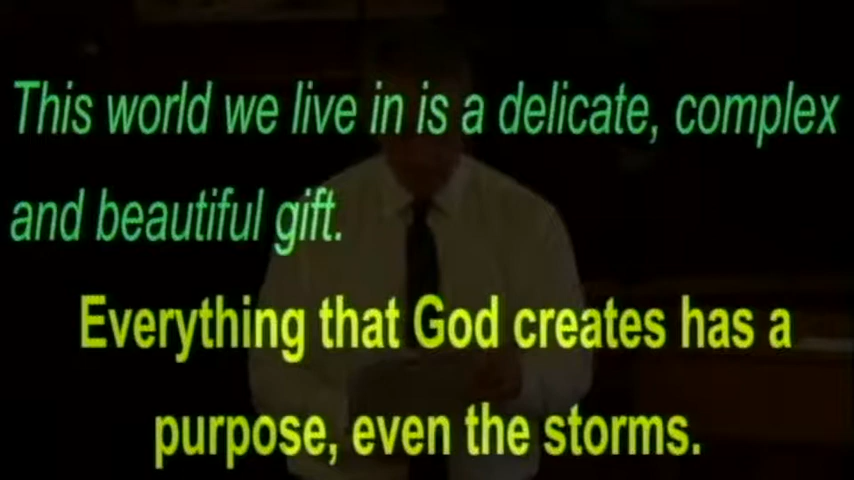 This world we live in is a delicate, complex
and beautiful gift.
Everything that God creates has a
purpose, even the storms.